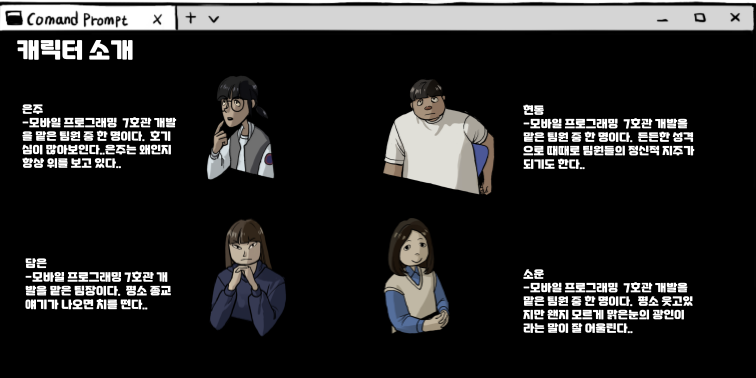 Comand Prompt
캐릭터 소개
은주
-모바일 프로그래밍 7호관 개발
을 맡은 팀원 중 한 명이다. 호기
심이 많아보인다..은주는 왜인지
항상 위를 보고 있다..
현동
-모바일 프로그래밍 7호관 개발을
맡은 팀원 중 한 명이다. 든든한 성격
으로 때때로 팀원들의 정신적 지주가
되기도 한다..
담은
-모바일 프로그래밍 7호관 개
발을 맡은 팀장이다. 평소 종교
얘기가 나오면 치를 떤다..
소운
-모바일 프로그래밍 7호관 개발을
맡은 팀원 중 한 명이다. 평소 웃고있
지만 왠지 모르게 맑은눈의 광인이
라는 말이 잘 어울린다..